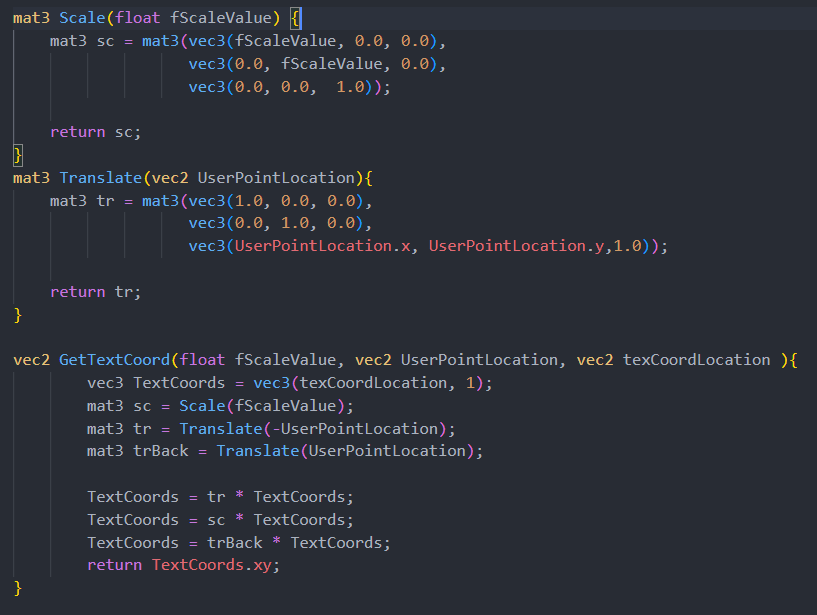 mat3 Scale(float fScaleValue) {
    mat3 sc = mat3(vec3(fScaleValue, 0.0, 0.0),
                   vec3(0.0, fScaleValue, 0.0),
                   vec3(0.0, 0.0,  1.0));
    return sc;
}
mat3 Translate(vec2 UserPointLocation){
    mat3 tr = mat3(vec3(1.0, 0.0, 0.0),
                   vec3(0.0, 1.0, 0.0),
                   vec3(UserPointLocation.x, UserPointLocation.y,1.0));
    return tr;
}
vec2 GetTextCoord(float fScaleValue, vec2 UserPointLocation, vec2 texCoordLocation ){
        vec3 TextCoords = vec3(texCoordLocation, 1);
        mat3 sc = Scale(fScaleValue);
        mat3 tr = Translate(-UserPointLocation);
        mat3 trBack = Translate(UserPointLocation);
        TextCoords = tr * TextCoords;
        TextCoords = sc * TextCoords;
        TextCoords = trBack * TextCoords;
        return TextCoords.xy;
}